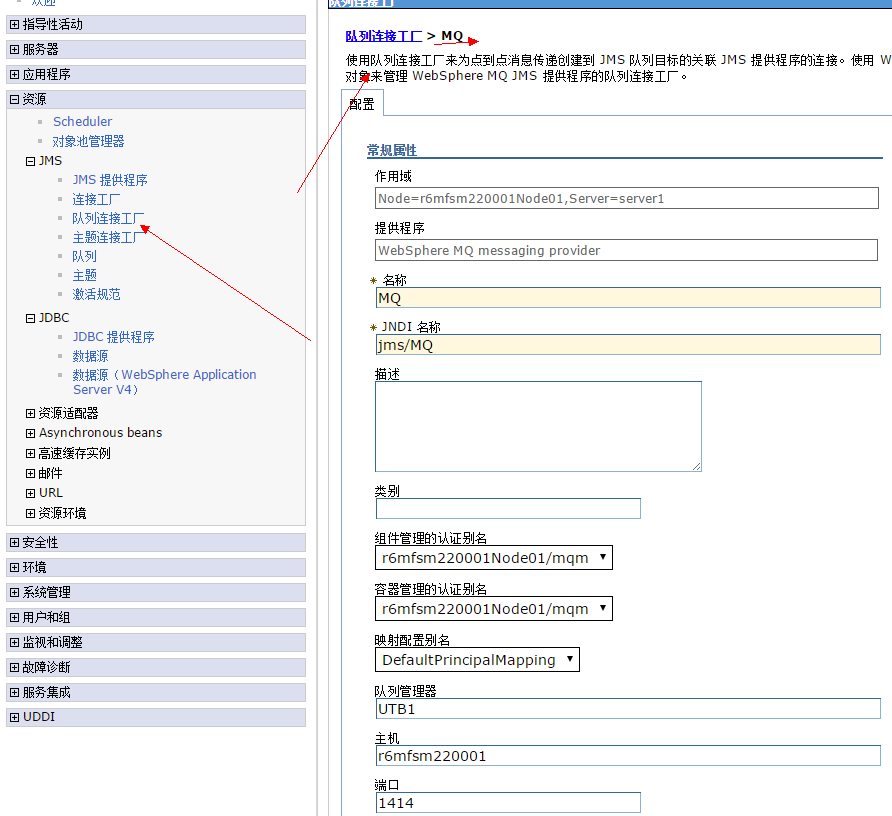 欢迎
指导性活动
服务器
应用程序
资源
Scheduler
对象池管理器
JMS
JMS 提供程序
连接工厂
队列连接工厂
主题连接工厂
队列
主题
激活规范
JDBC
JDBC 提供程序
数据源
数据源（WebSphere Application
Server V4）
资源适配器
Asynchronous beans
高速缓存实例
邮件
URL
资源环境
安全性
环境
系统管理
用户和组
监视和调整
故障诊断
服务集成
UDDI
队列连接工厂
队列连接工厂 > MQ
使用队列连接工厂来为点到点消息传递创建到 JMS 队列目标的关联 JMS 提供程序的连接。使用 W
对象来管理 WebSphere MQ JMS 提供程序的队列连接工厂。
配置
常规属性
作用域
Node=r6mfsm220001Node01,Server=server1
提供程序
WebSphere MQ messaging provider
* 名称
MQ
* JNDI 名称
jms/MQ
描述
类别
组件管理的认证别名
r6mfsm220001Node01/mqm
容器管理的认证别名
r6mfsm220001Node01/mqm
映射配置别名
DefaultPrincipalMapping
队列管理器
UTB1
主机
r6mfsm220001
端口
1414